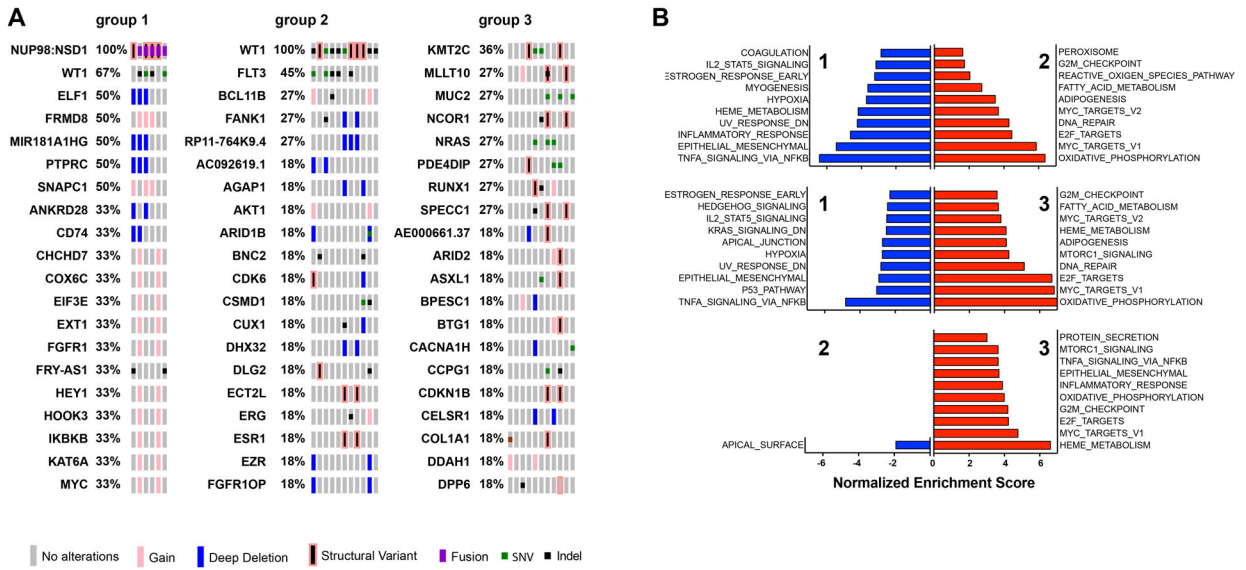 A
group 1
group 2
group 3
NUP98:NSD1 100% WT1 100% KMT2C 36%
WT1 67% FLT3 45% MLLT10 27%
ELF1 50% BCL11B 27% MUC2 27%
FRMD8 50% FANK1 27% NCOR1 27%
MIR181A1HG 50% RP11-764K9.4 27% NRAS 27%
PTPRC 50% AC092619.1 18% PDE4DIP 27%
SNAPC1 50% AGAP1 18% RUNX1 27%
ANKRD28 33% AKT1 18% SPECC1 27%
CD74 33% ARID1B 18% AE000661.37 18%
CHCHD7 33% BNC2 18% ARID2 18%
COX6C 33% CDK6 18% ASXL1 18%
EIF3E 33% CSMD1 18% BPESC1 18%
EXT1 33% CUX1 18% BTG1 18%
FGFR1 33% DHX32 18% CACNA1H 18%
FRY-AS1 33% DLG2 18% CCPG1 18%
HEY1 33% ECT2L 18% CDKN1B 18%
HOOK3 33% ERG 18% CELSR1 18%
IKBKB 33% ESR1 18% COL1A1 18%
KAT6A 33% EZR 18% DDAH1 18%
MYC 33% FGFR1OP 18% DPP6 18%
No alterations Gain Deep Deletion Structural Variant Fusion SNV Indel
B
1
2
COAGULATION PEROXISOME
IL2_STAT5_SIGNALING G2M_CHECKPOINT
ESTROGEN_RESPONSE_EARLY REACTIVE_OXIGEN_SPECIES_PATHWAY
MYOGENESIS FATTY_ACID_METABOLISM
HYPOXIA ADIPOGENESIS
HEME_METABOLISM MYC_TARGETS_V2
UV_RESPONSE_DN DNA_REPAIR
INFLAMMATORY_RESPONSE E2F_TARGETS
EPITHELIAL_MESENCHYMAL MYC_TARGETS_V1
TNFA_SIGNALING_VIA_NFKB OXIDATIVE_PHOSPHORYLATION
1
3
ESTROGEN_RESPONSE_EARLY G2M_CHECKPOINT
HEDGEHOG_SIGNALING FATTY_ACID_METABOLISM
IL2_STAT5_SIGNALING MYC_TARGETS_V2
KRAS_SIGNALING_DN HEME_METABOLISM
APICAL_JUNCTION ADIPOGENESIS
HYPOXIA MTORC1_SIGNALING
UV_RESPONSE_DN DNA_REPAIR
EPITHELIAL_MESENCHYMAL E2F_TARGETS
P53_PATHWAY MYC_TARGETS_V1
TNFA_SIGNALING_VIA_NFKB OXIDATIVE_PHOSPHORYLATION
2
3
PROTEIN_SECRETION
MTORC1_SIGNALING
TNFA_SIGNALING_VIA_NFKB
EPITHELIAL_MESENCHYMAL
INFLAMMATORY_RESPONSE
OXIDATIVE_PHOSPHORYLATION
G2M_CHECKPOINT
E2F_TARGETS
MYC_TARGETS_V1
APICAL_SURFACE HEME_METABOLISM
-6 -4 -2 0 2 4 6
Normalized Enrichment Score